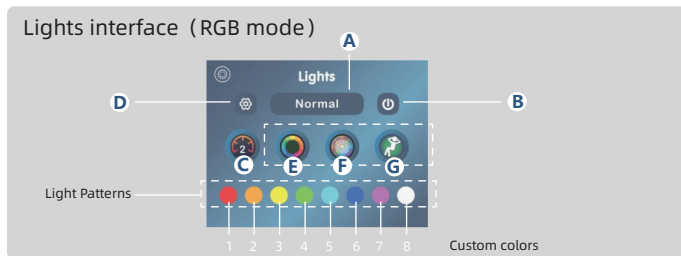 Lights interface（RGB mode）
A
Lights
D
Normal
B
2
C
E
F
G
Light Patterns
1 2 3 4 5 6 7 8 Custom colors